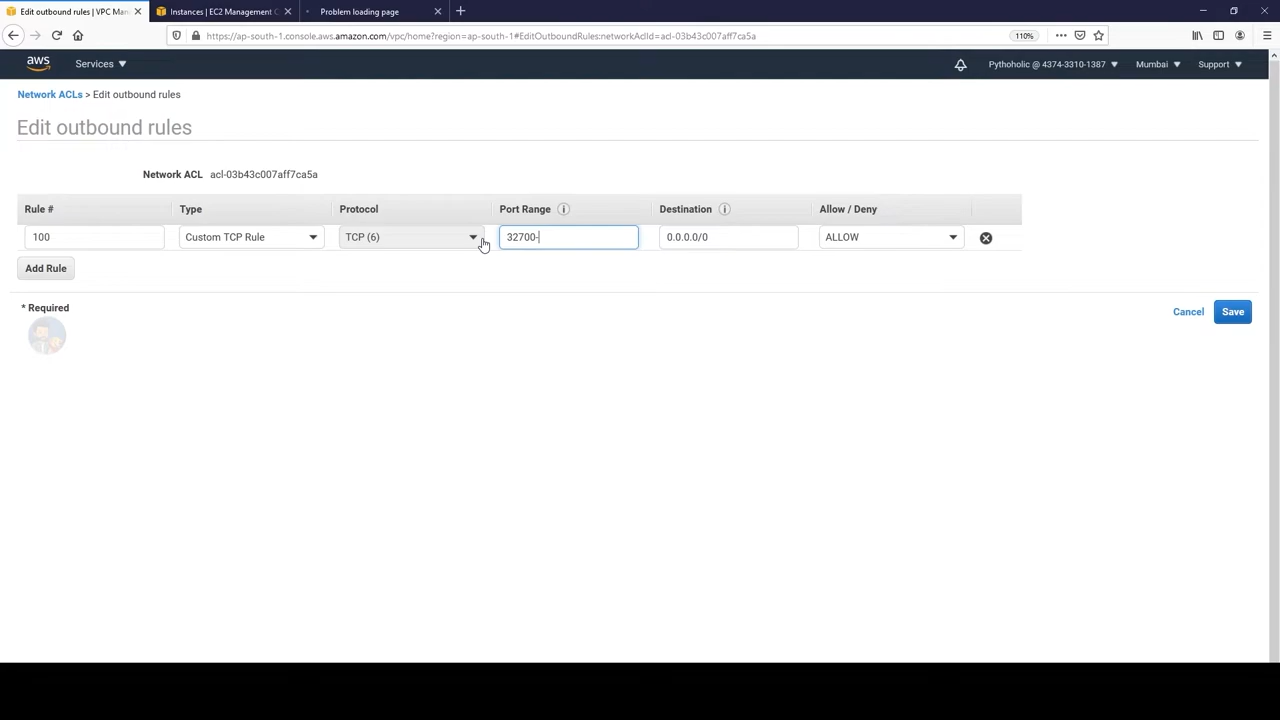 Edit outbound rules | VPC Man
Instances | EC2 Management C
Problem loading page
https://ap-south-1.console.aws.amazon.com/vpc/home?region=ap-south-1#EditOutboundRules:networkAclId=acl-03b43c007aff7ca5a
110%
aws
Services
Pythoholic @ 4374-3310-1387
Mumbai
Support
Network ACLs > Edit outbound rules
Edit outbound rules
Network ACL acl-03b43c007aff7ca5a
Rule # Type Protocol Port Range i Destination i Allow / Deny
100 Custom TCP Rule TCP (6) 32700- 0.0.0.0/0 ALLOW
Add Rule
* Required
Cancel Save